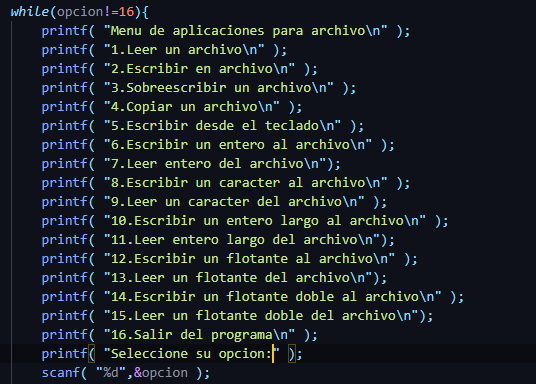 while(opcion!=16){
printf( "Menu de aplicaciones para archivo\n" );
printf( "1.Leer un archivo\n" );
printf( "2.Escribir en archivo\n" );
printf( "3.Sobreescribir un archivo\n" );
printf( "4.Copiar un archivo\n" );
printf( "5.Escribir desde el teclado\n" );
printf( "6.Escribir un entero al archivo\n" );
printf( "7.Leer entero del archivo\n");
printf( "8.Escribir un caracter al archivo\n" );
printf( "9.Leer un caracter del archivo\n" );
printf( "10.Escribir un entero largo al archivo\n" );
printf( "11.Leer entero largo del archivo\n");
printf( "12.Escribir un flotante al archivo\n" );
printf( "13.Leer un flotante del archivo\n");
printf( "14.Escribir un flotante doble al archivo\n" );
printf( "15.Leer un flotante doble del archivo\n");
printf( "16.Salir del programa\n" );
printf( "Seleccione su opcion:" );
scanf( "%d",&opcion );